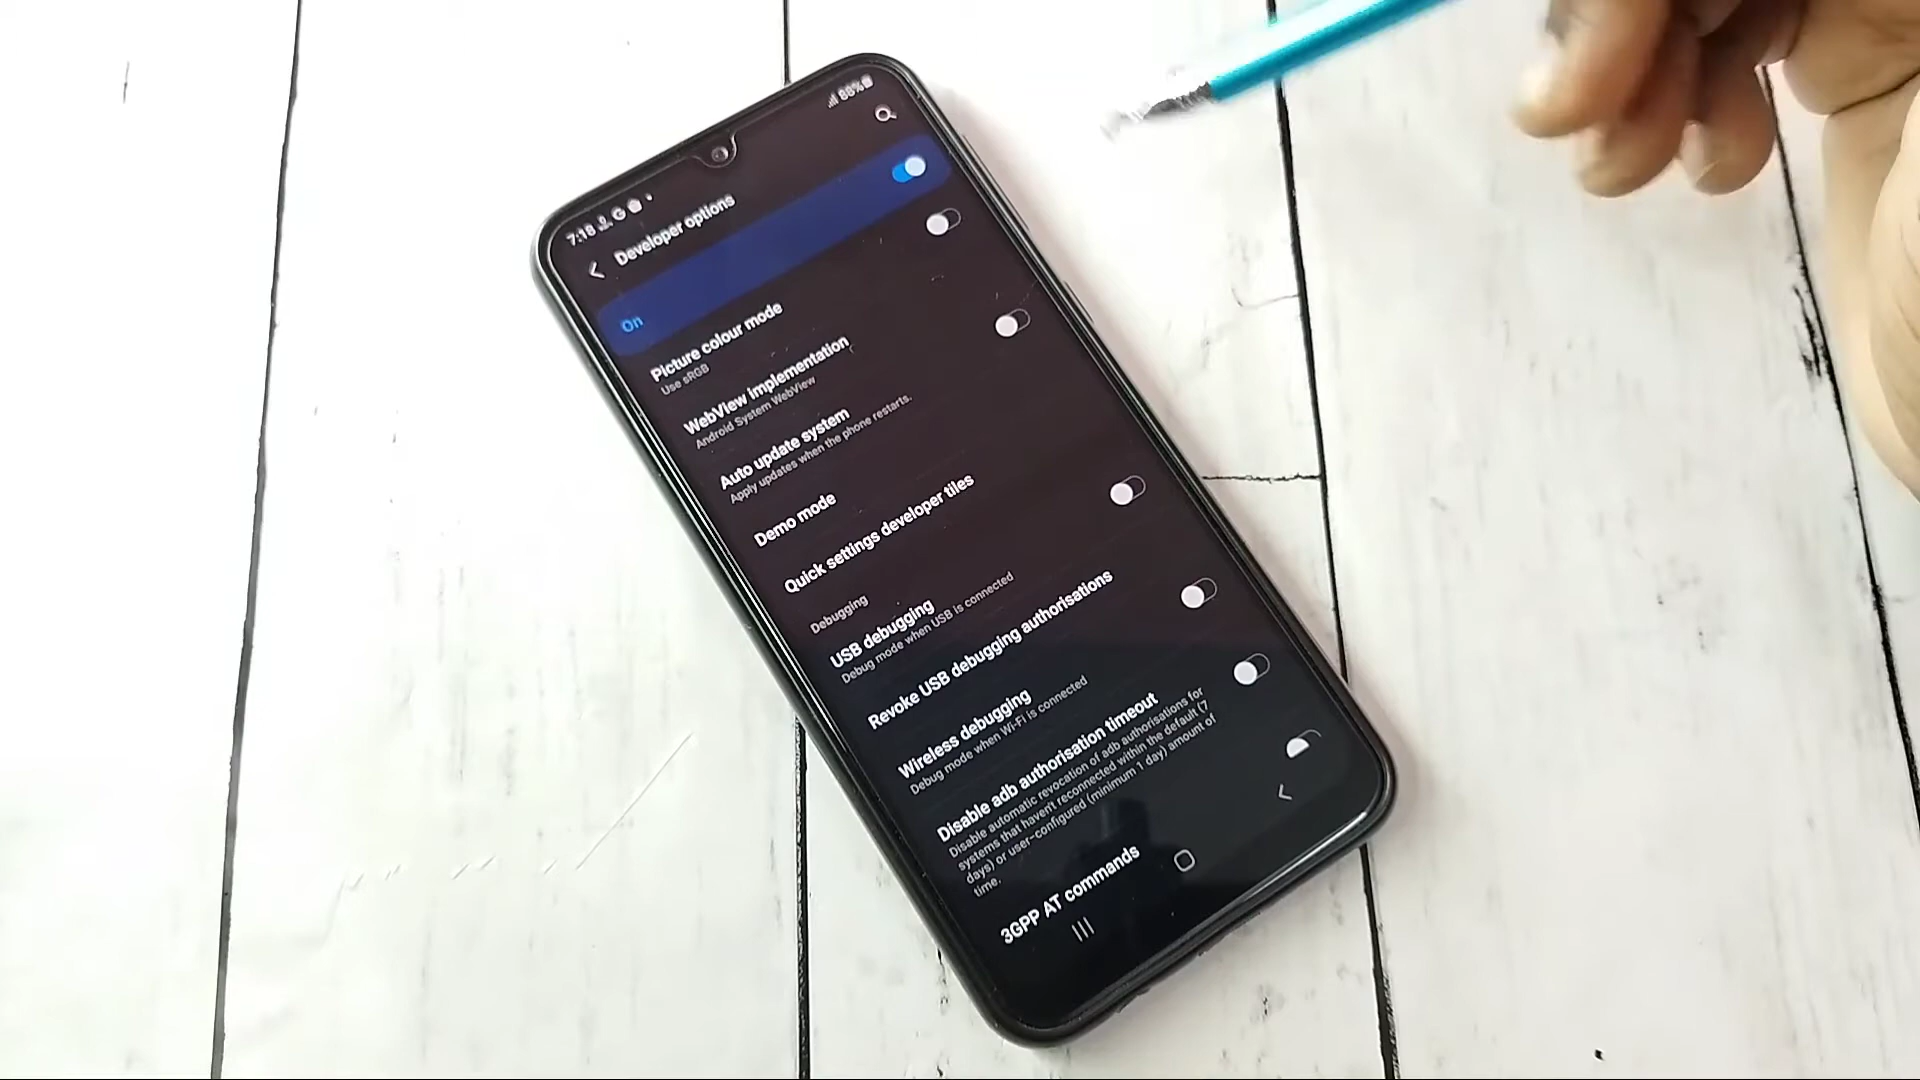 7:18 G
88%
Developer options
On
Picture colour mode
Use sRGB
WebView implementation
Android System WebView
Auto update system
Apply updates when the phone restarts.
Demo mode
Quick settings developer tiles
Debugging
USB debugging
Debug mode when USB is connected
Revoke USB debugging authorisations
Wireless debugging
Debug mode when Wi-Fi is connected
Disable adb authorisation timeout
Disable automatic revocation of adb authorisations for
systems that haven't reconnected within the default (7
days) or user-configured (minimum 1 day) amount of
time.
3GPP AT commands